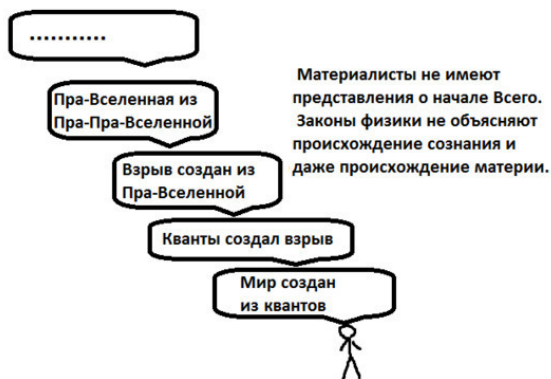 ...........
Пра-Вселенная из
Пра-Пра-Вселенной
Взрыв создан из
Пра-Вселенной
Кванты создал взрыв
Мир создан
из квантов
Материалисты не имеют
представления о начале Всего.
Законы физики не объясняют
происхождение сознания и
даже происхождение материи.